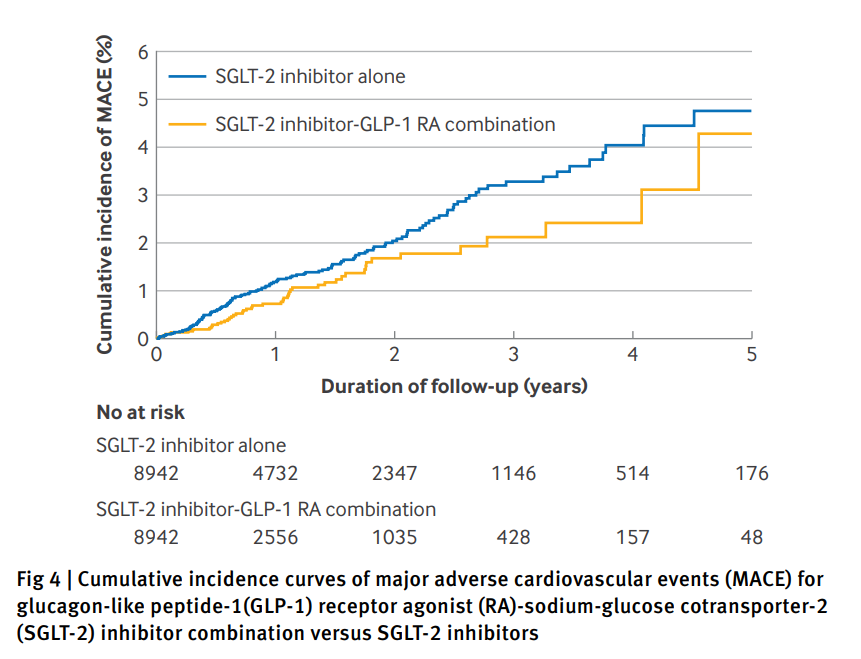 Cumulative incidence of MACE (%)
6
5
4
3
2
1
0
SGLT-2 inhibitor alone
SGLT-2 inhibitor-GLP-1 RA combination
0 1 2 3 4 5
Duration of follow-up (years)
No at risk
SGLT-2 inhibitor alone
8942 4732 2347 1146 514 176
SGLT-2 inhibitor-GLP-1 RA combination
8942 2556 1035 428 157 48
Fig 4 | Cumulative incidence curves of major adverse cardiovascular events (MACE) for
glucagon-like peptide-1(GLP-1) receptor agonist (RA)-sodium-glucose cotransporter-2
(SGLT-2) inhibitor combination versus SGLT-2 inhibitors